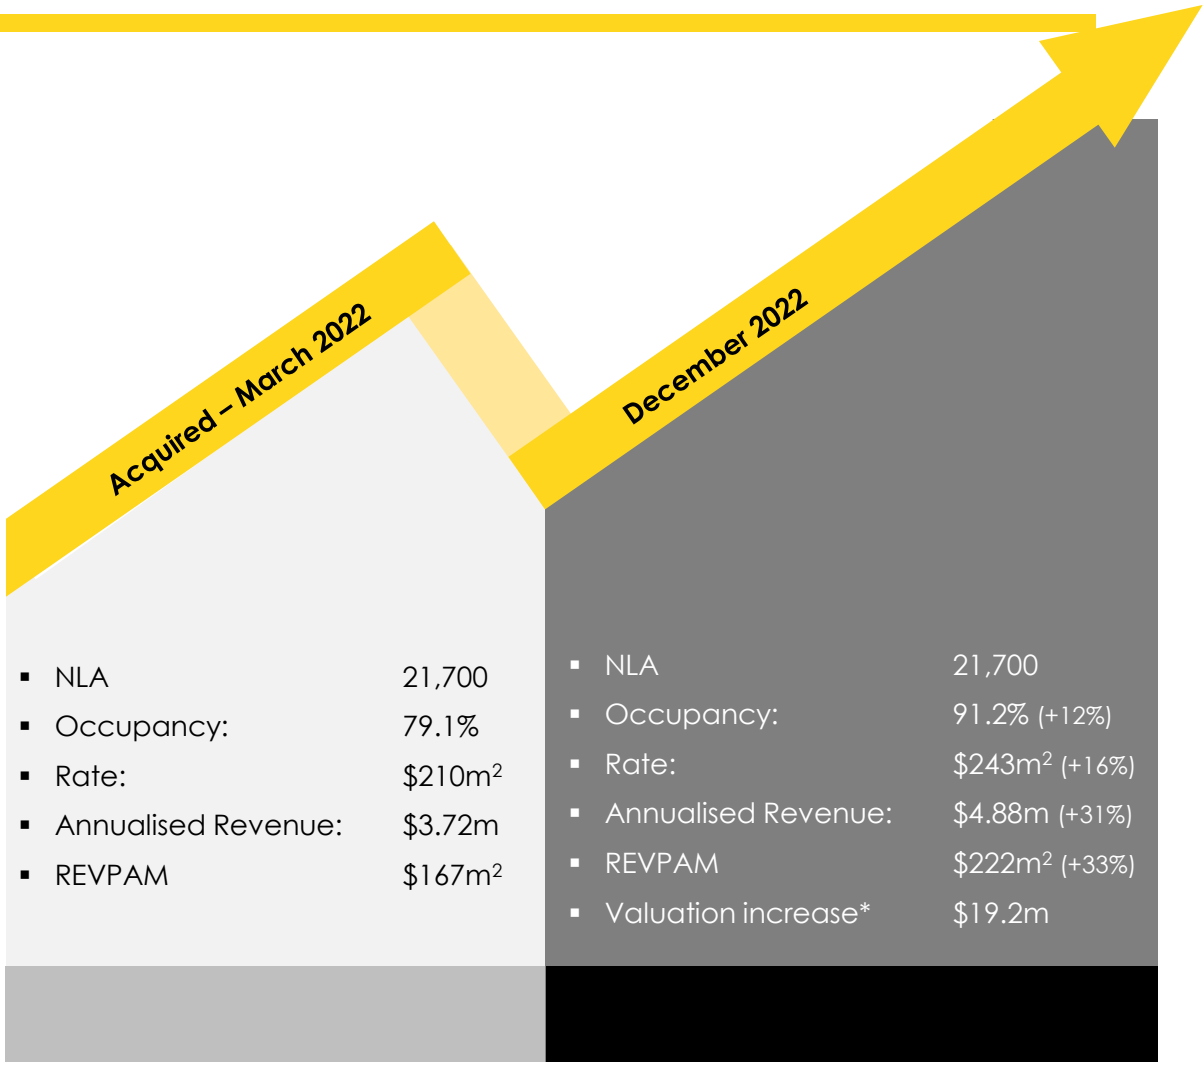 Acquired – March 2022
December 2022
▪ NLA 21,700
▪ Occupancy: 79.1%
▪ Rate: $210m²
▪ Annualised Revenue: $3.72m
▪ REVPAM $167m²
▪ NLA 21,700
▪ Occupancy: 91.2% (+12%)
▪ Rate: $243m² (+16%)
▪ Annualised Revenue: $4.88m (+31%)
▪ REVPAM $222m² (+33%)
▪ Valuation increase* $19.2m